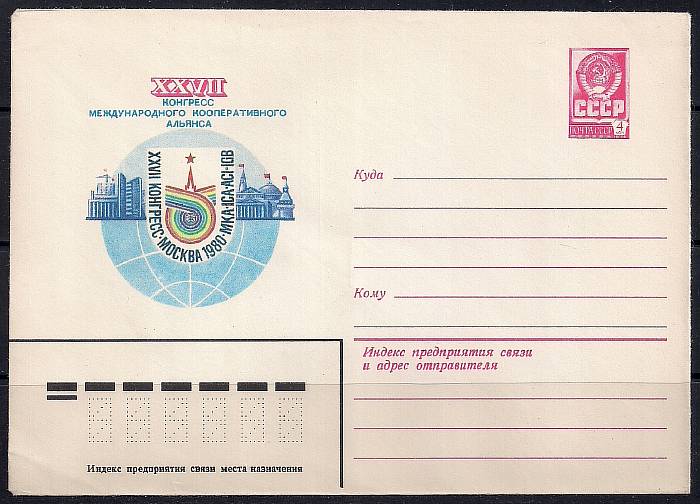 XXVII
КОНГРЕСС
МЕЖДУНАРОДНОГО КООПЕРАТИВНОГО
АЛЬЯНСА
XXVII КОНГРЕСС·МОСКВА 1980·МКА·ICA·ACI·IGB
СССР
ПОЧТА СССР
4
Куда
Кому
Индекс предприятия связи
и адрес отправителя
Индекс предприятия связи места назначения